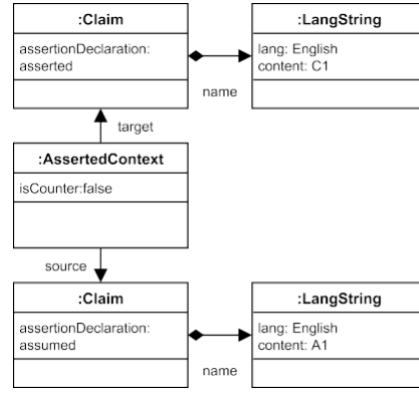 :Claim
assertionDeclaration:
asserted
:LangString
lang: English
content: C1
name
target
:AssertedContext
isCounter:false
source
:Claim
assertionDeclaration:
assumed
:LangString
lang: English
content: A1
name